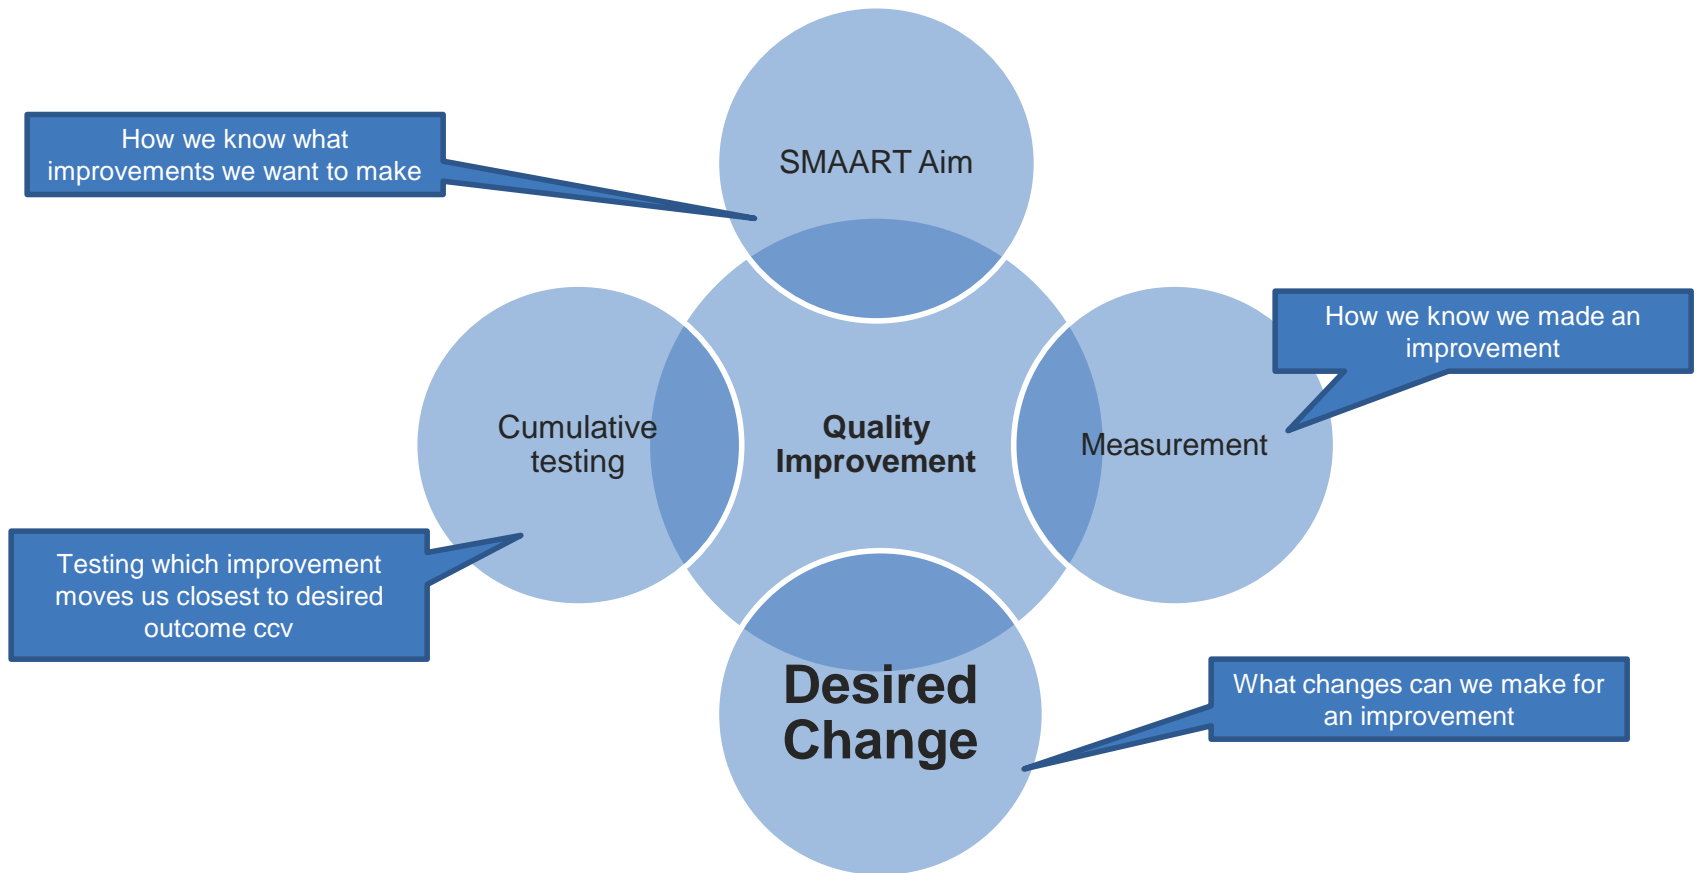 How we know what
improvements we want to make
SMAART Aim
How we know we made an
improvement
Cumulative
testing
Quality
Improvement
Measurement
Testing which improvement
moves us closest to desired
outcome ccv
Desired
Change
What changes can we make for
an improvement